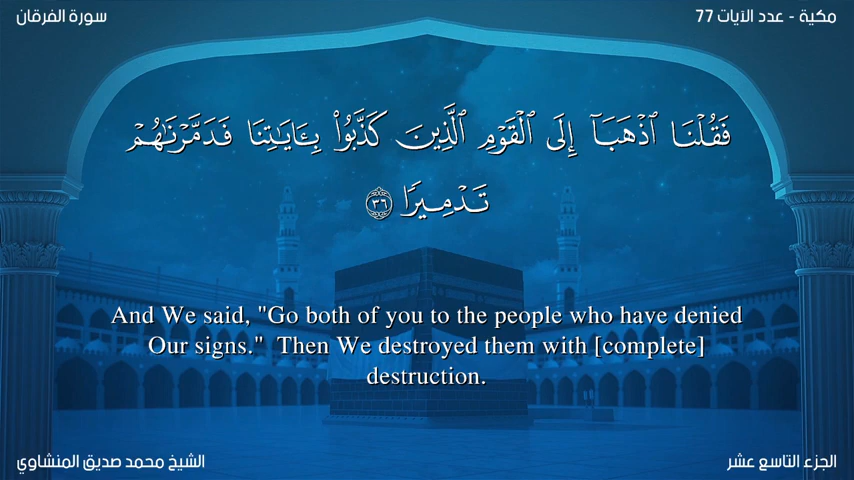 مكية - عدد الآيات 77
سورة الفرقان
فَقُلْنَا ٱذْهَبَآ إِلَى ٱلْقَوْمِ ٱلَّذِينَ كَذَّبُوا۟ بِـَٔايَـٰتِنَا فَدَمَّرْنَـٰهُمْ
تَدْمِيرًا ٣٦
And We said, "Go both of you to the people who have denied
Our signs."  Then We destroyed them with [complete]
destruction.
الجزء التاسع عشر
الشيخ محمد صديق المنشاوي